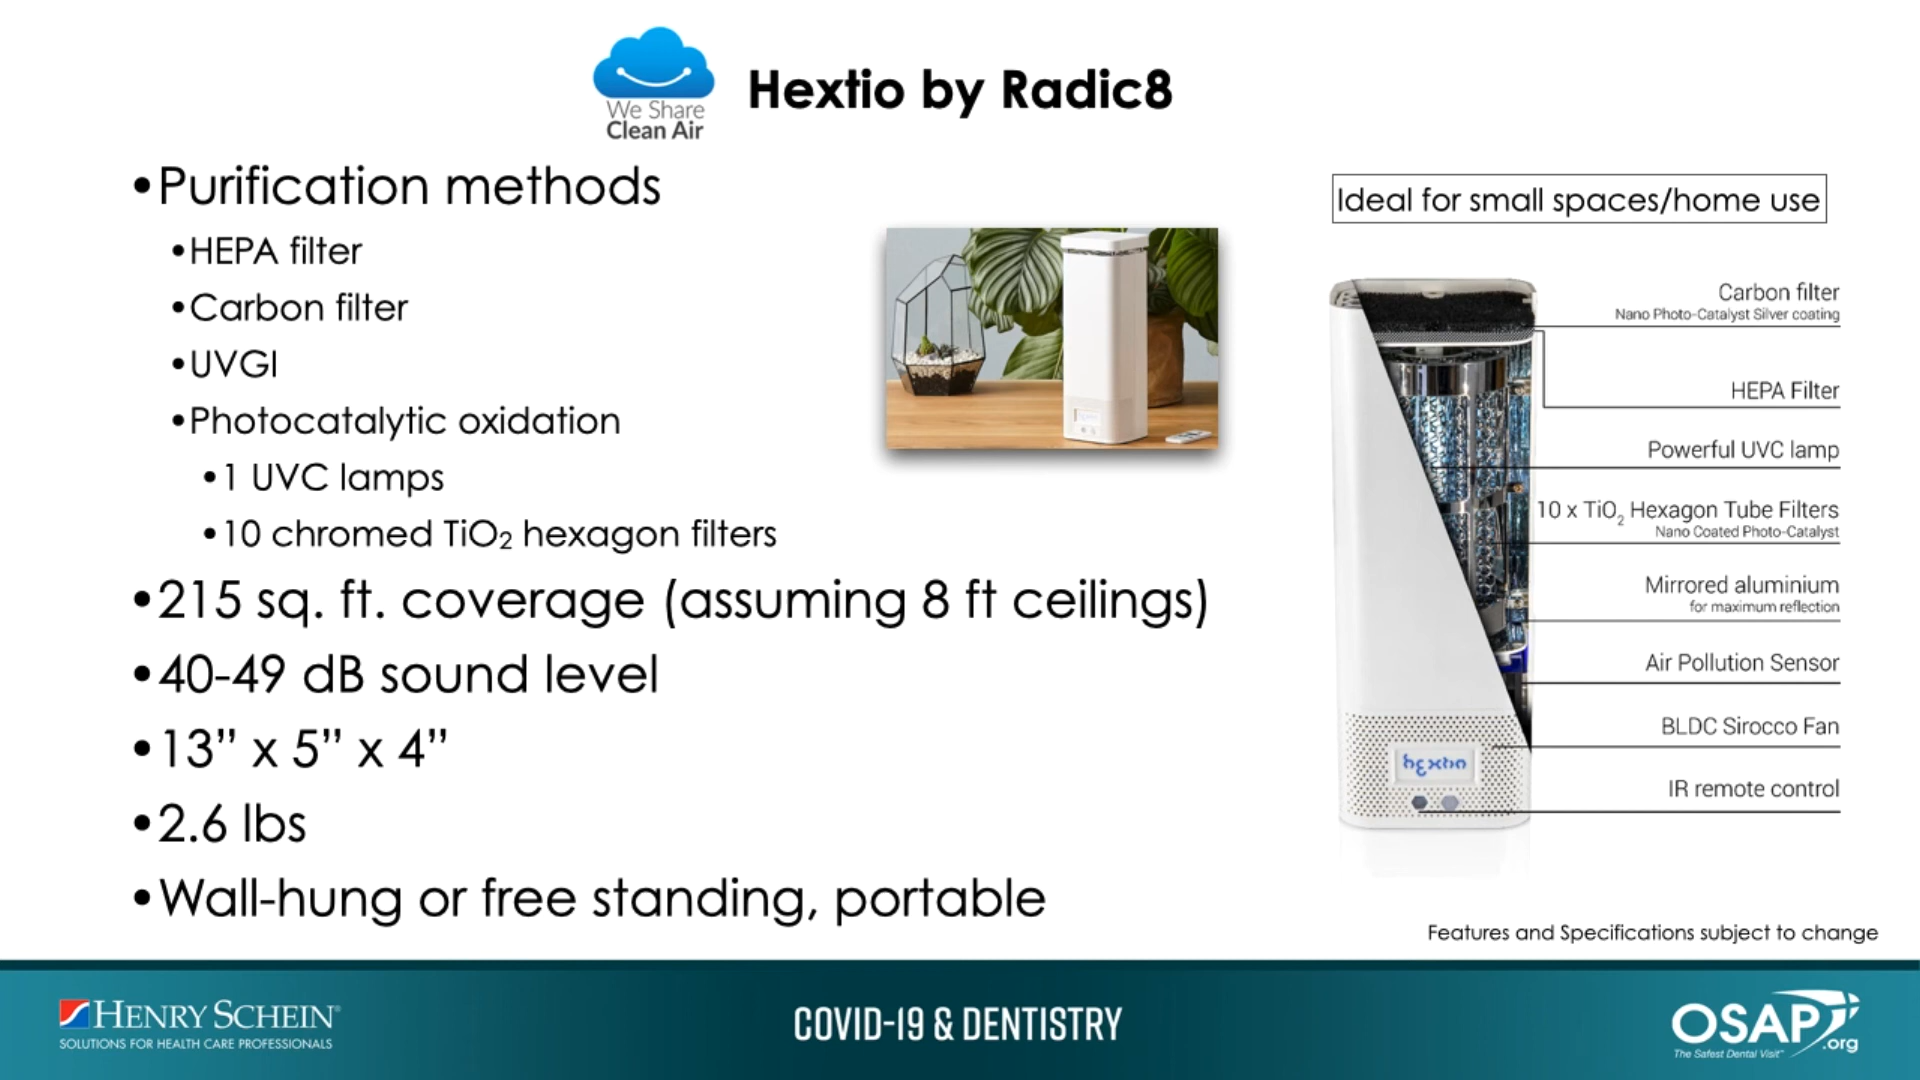 We Share
Clean Air
Hextio by Radic8
•Purification methods
•HEPA filter
•Carbon filter
•UVGI
•Photocatalytic oxidation
•1 UVC lamps
•10 chromed TiO₂ hexagon filters
•215 sq. ft. coverage (assuming 8 ft ceilings)
•40-49 dB sound level
•13” x 5” x 4”
•2.6 lbs
•Wall-hung or free standing, portable
Ideal for small spaces/home use
Carbon filter
Nano Photo-Catalyst Silver coating
HEPA Filter
Powerful UVC lamp
10 x TiO₂ Hexagon Tube Filters
Nano Coated Photo-Catalyst
Mirrored aluminium
for maximum reflection
Air Pollution Sensor
BLDC Sirocco Fan
IR remote control
hextio
Features and Specifications subject to change
HENRY SCHEIN®
SOLUTIONS FOR HEALTH CARE PROFESSIONALS
COVID-19 & DENTISTRY
OSAP
.org
The Safest Dental Visit™